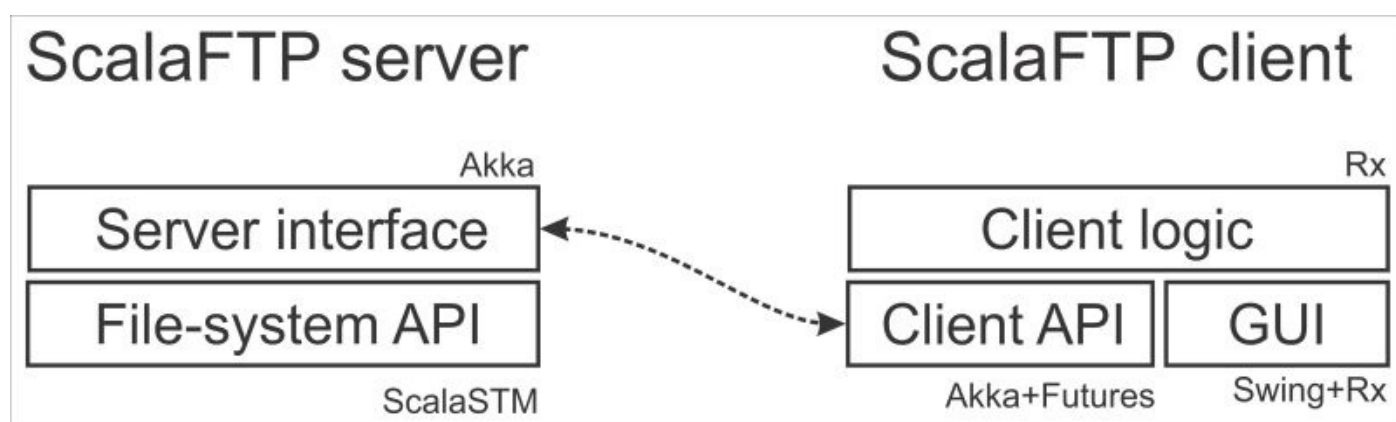 ScalaFTP server
ScalaFTP client
Akka
Rx
Server interface
Client logic
File-system API
Client API
GUI
ScalaSTM
Akka+Futures
Swing+Rx